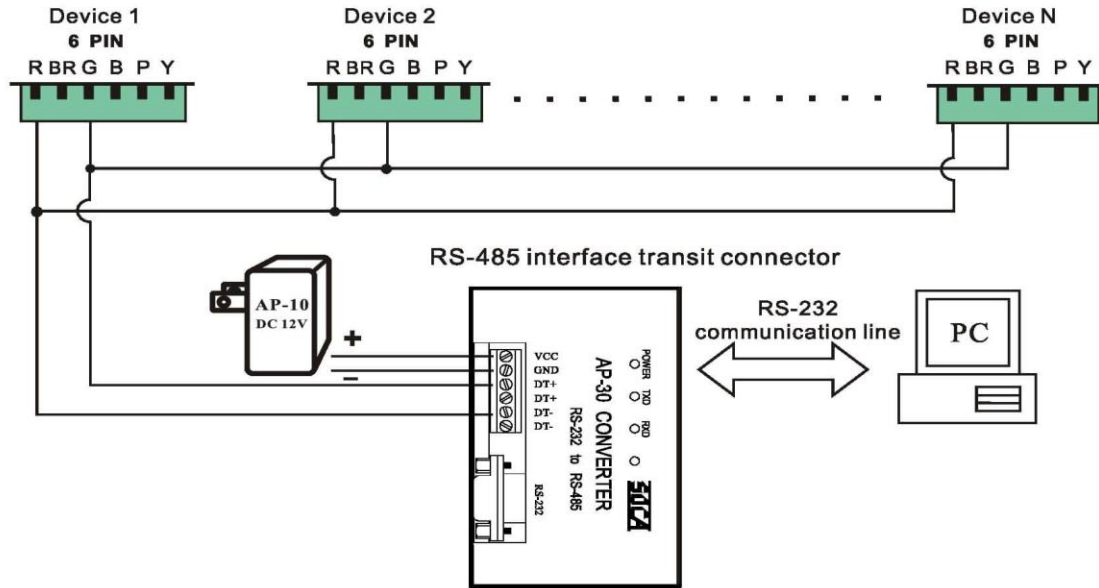 Device 1
6 PIN
R BR G B P Y
Device 2
6 PIN
R BR G B P Y
Device N
6 PIN
R BR G B P Y
RS-485 interface transit connector
AP-10
DC 12V
+
–
VCC
GND
DT+
DT+
DT-
DT-
RS-232
AP-30 CONVERTER
RS-232 to RS-485
POWER
TXD
RXD
SOCA
RS-232
communication line
PC